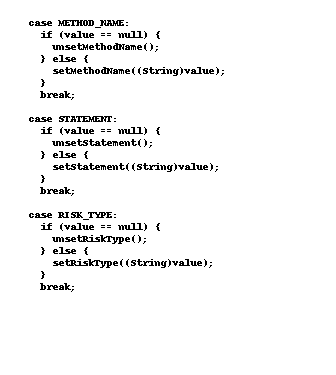 case METHOD_NAME:
  if (value == null) {
    unsetMethodName();
  } else {
    setMethodName((String)value);
  }
  break;

case STATEMENT:
  if (value == null) {
    unsetStatement();
  } else {
    setStatement((String)value);
  }
  break;

case RISK_TYPE:
  if (value == null) {
    unsetRiskType();
  } else {
    setRiskType((String)value);
  }
  break;